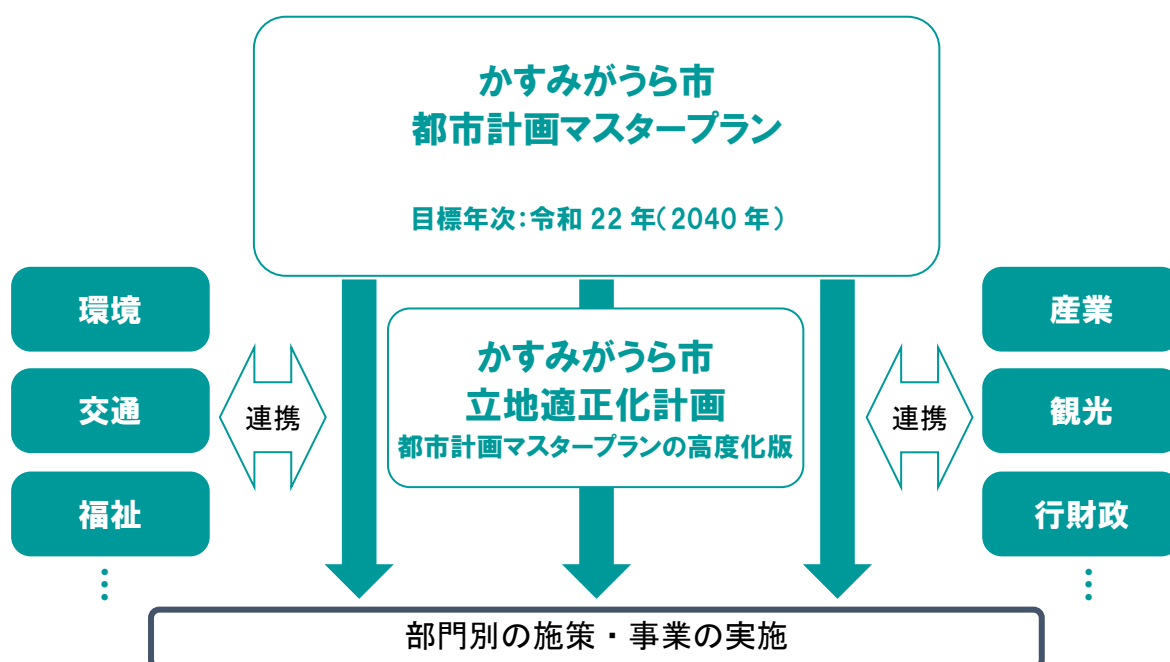 かすみがうら市
都市計画マスタープラン
目標年次：令和 22 年（2040 年）
環境
交通
福祉
⋮
連携
かすみがうら市
立地適正化計画
都市計画マスタープランの高度化版
連携
産業
観光
行財政
⋮
部門別の施策・事業の実施